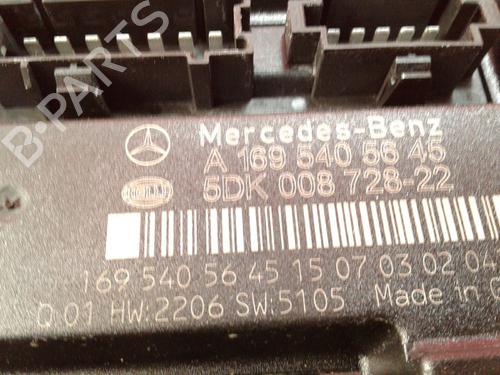 B-PARTS
Mercedes-Benz
A 169 540 56 45
HELLA
5DK 008 728-22
169 540 56 45 15 07 03 02 04
Q 01 HW:2206 SW:5105 Made in